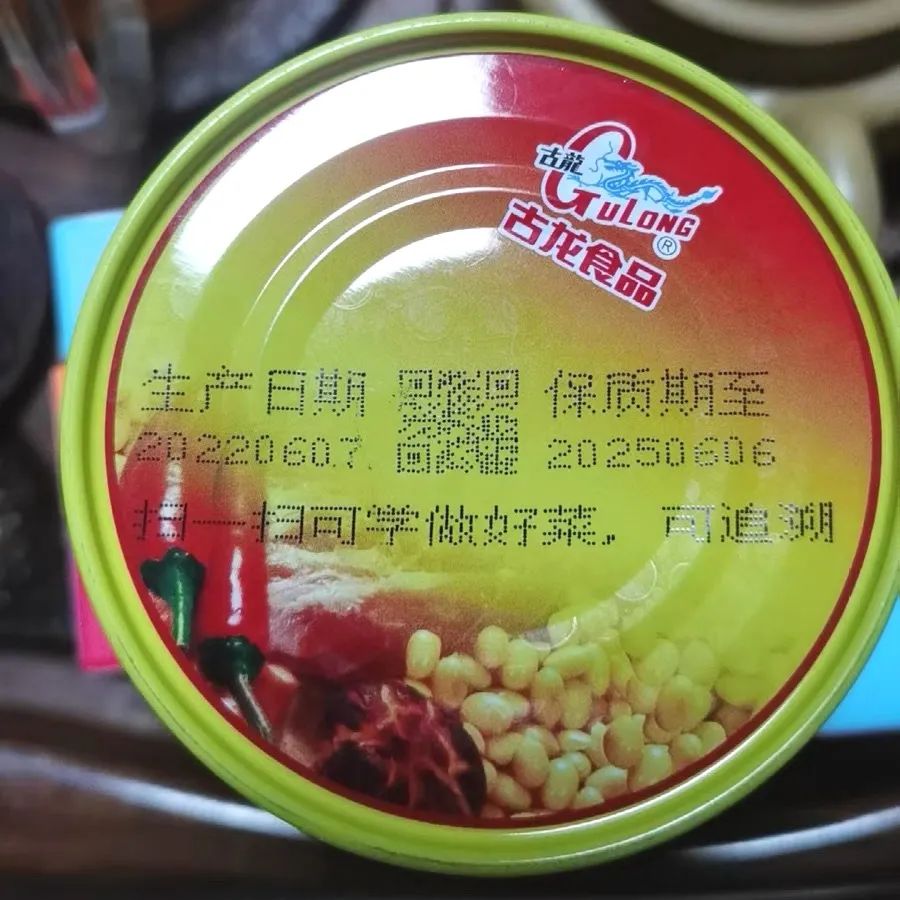 古龍
GULONG®
古龙食品
生产日期 保质期至
20220607 20250606
扫一扫可学做好菜，可追溯